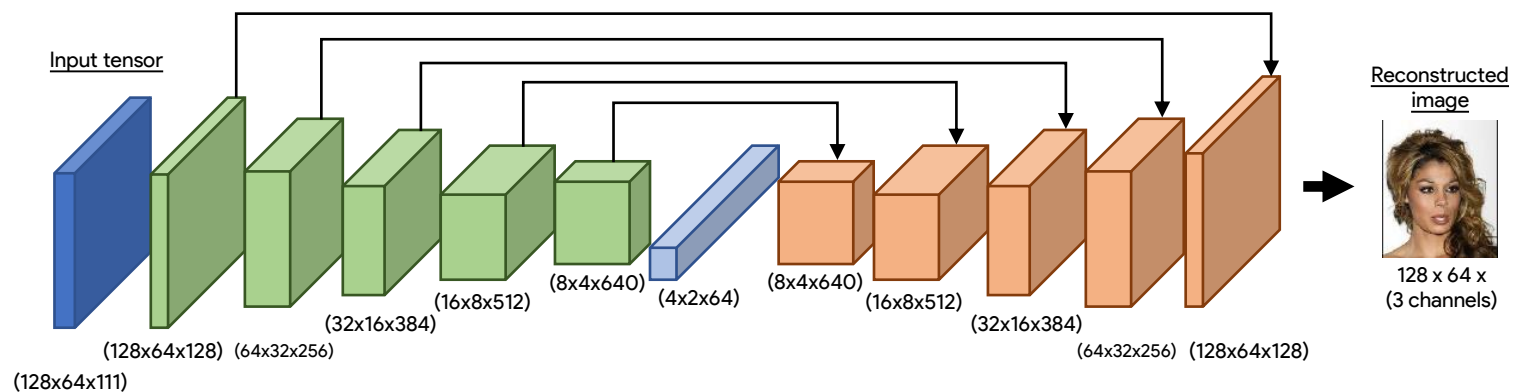 Input tensor
Reconstructed
image
(128x64x111)
(128x64x128)
(64x32x256)
(32x16x384)
(16x8x512)
(8x4x640)
(4x2x64)
(8x4x640)
(16x8x512)
(32x16x384)
(64x32x256)
(128x64x128)
128 x 64 x
(3 channels)